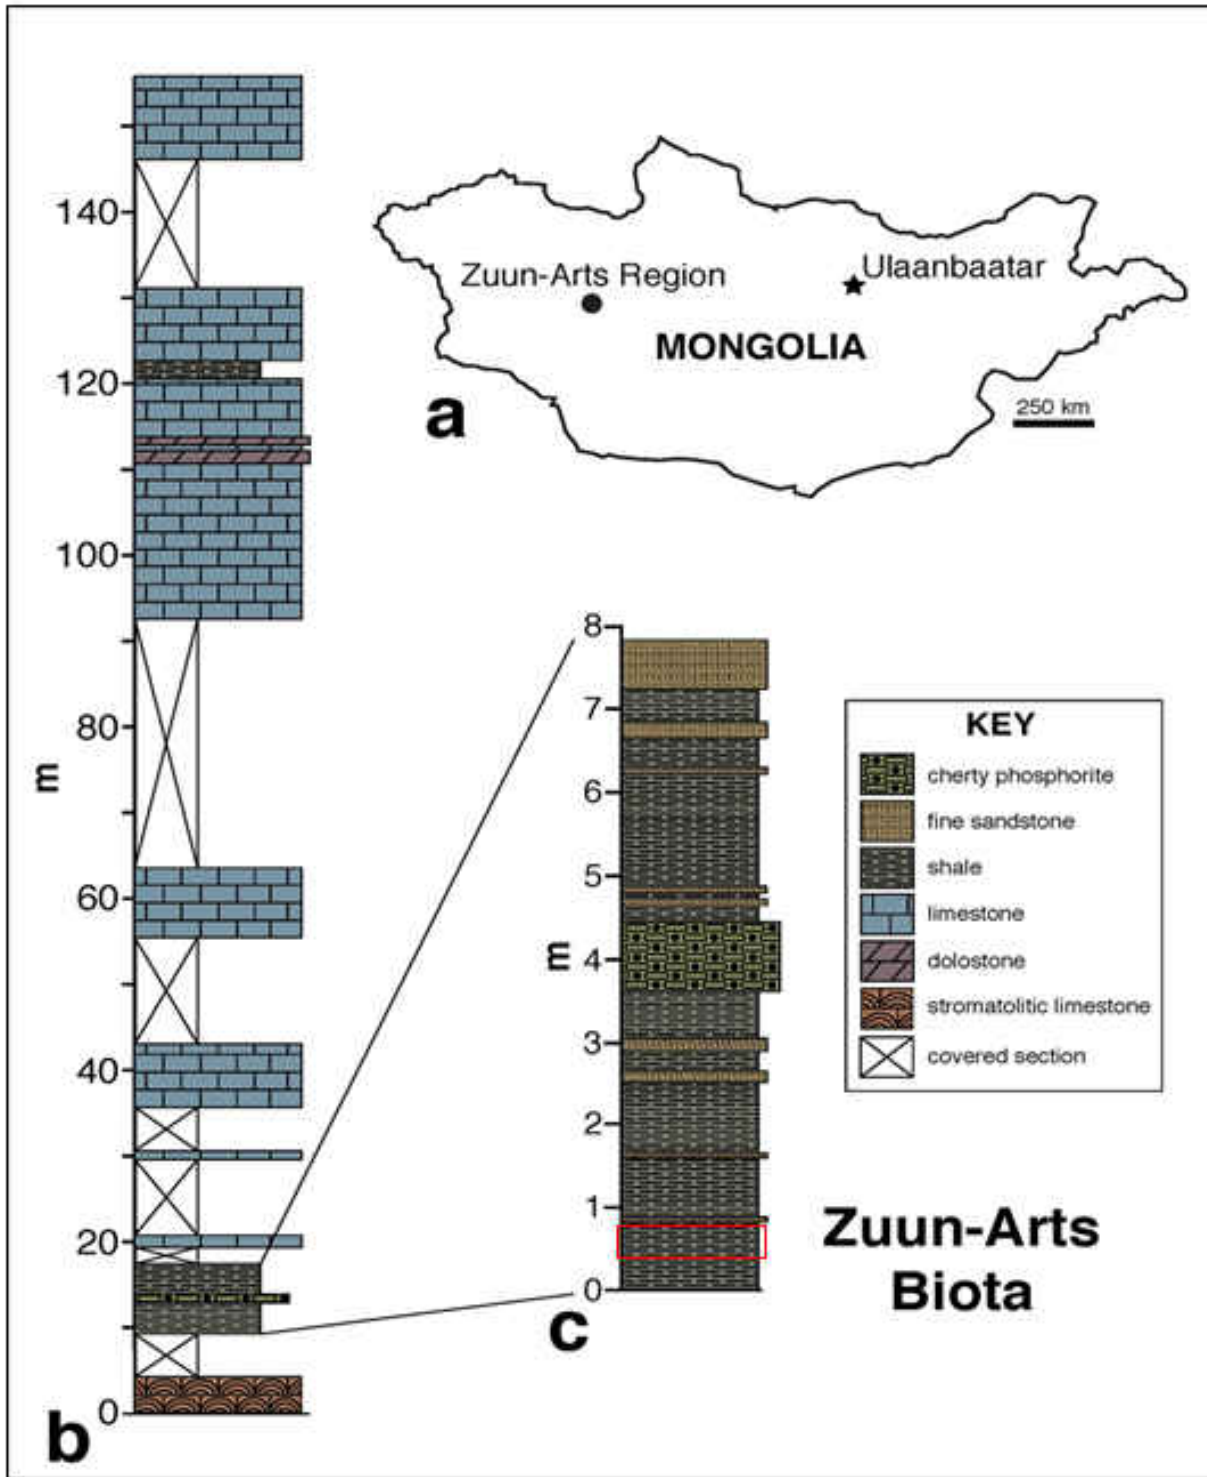 140
120
100
80
m
60
40
20
0
b
Zuun-Arts Region
Ulaanbaatar
MONGOLIA
a
250 km
8
7
6
5
m
4
3
2
1
0
c
KEY
cherty phosphorite
fine sandstone
shale
limestone
dolostone
stromatolitic limestone
covered section
Zuun-Arts
Biota